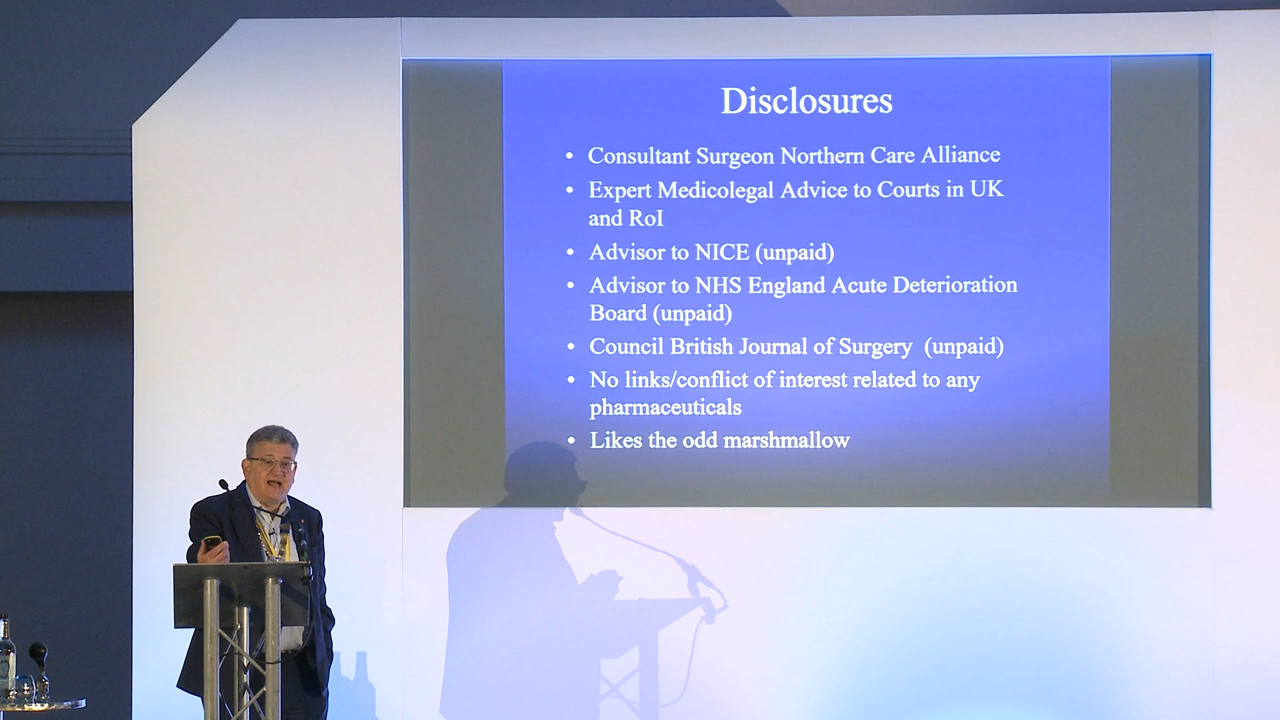 Disclosures
• Consultant Surgeon Northern Care Alliance
• Expert Medicolegal Advice to Courts in UK
and RoI
• Advisor to NICE (unpaid)
• Advisor to NHS England Acute Deterioration
Board (unpaid)
• Council British Journal of Surgery  (unpaid)
• No links/conflict of interest related to any
pharmaceuticals
• Likes the odd marshmallow